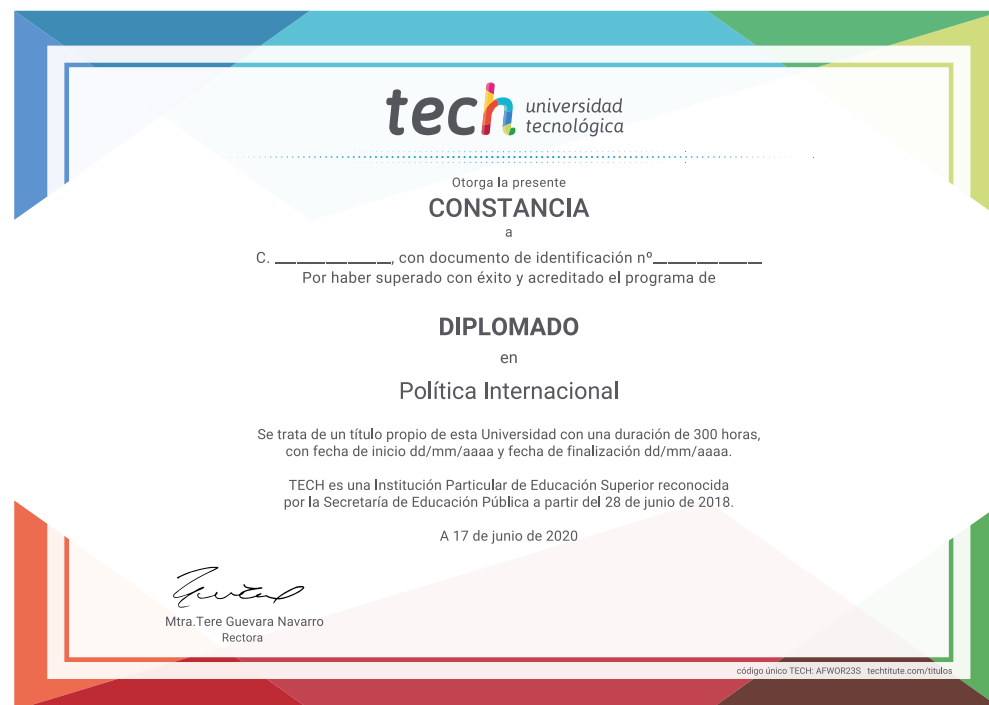 tech universidad
tecnológica
Otorga la presente
CONSTANCIA
a
C. ________________, con documento de identificación nº_______________
Por haber superado con éxito y acreditado el programa de
DIPLOMADO
en
Política Internacional
Se trata de un título propio de esta Universidad con una duración de 300 horas,
con fecha de inicio dd/mm/aaaa y fecha de finalización dd/mm/aaaa.
TECH es una Institución Particular de Educación Superior reconocida
por la Secretaría de Educación Pública a partir del 28 de junio de 2018.
A 17 de junio de 2020
Mtra.Tere Guevara Navarro
Rectora
código único TECH: AFWOR23S techtitute.com/titulos